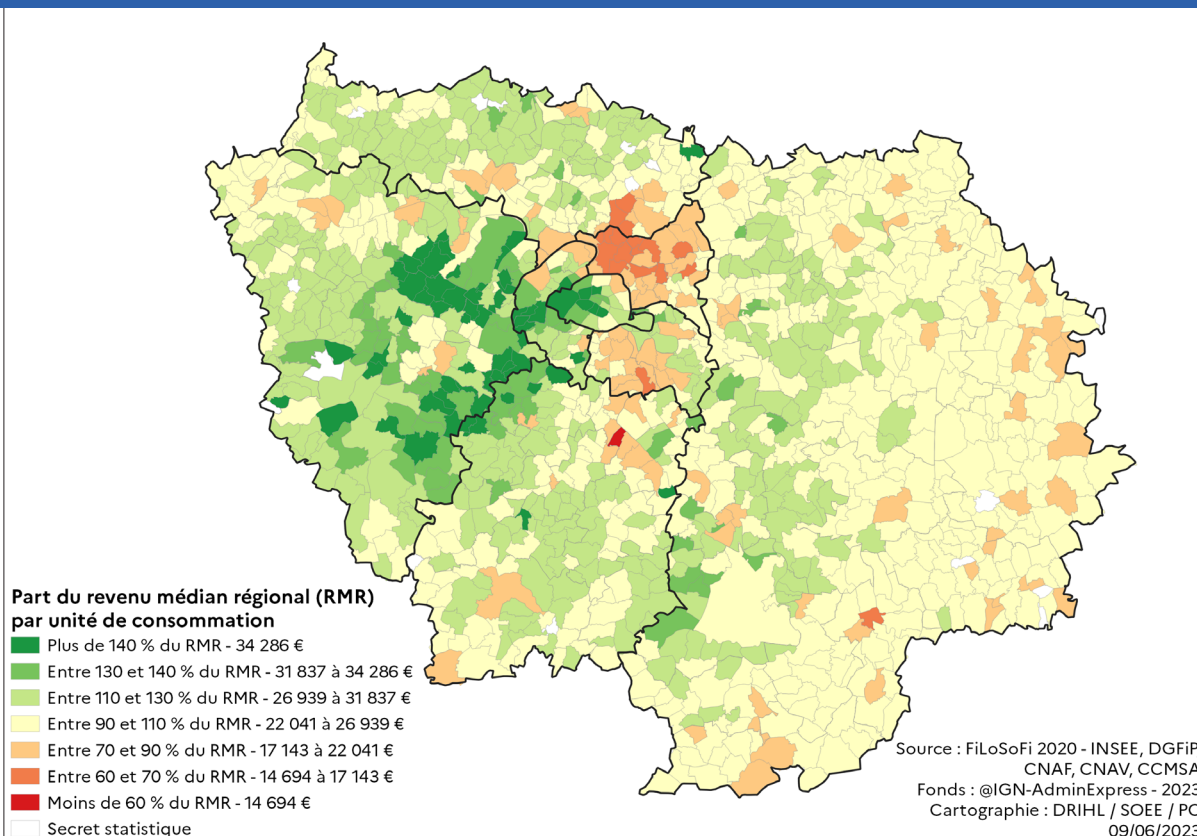 Part du revenu médian régional (RMR)
par unité de consommation
Plus de 140 % du RMR - 34 286 €
Entre 130 et 140 % du RMR - 31 837 à 34 286 €
Entre 110 et 130 % du RMR - 26 939 à 31 837 €
Entre 90 et 110 % du RMR - 22 041 à 26 939 €
Entre 70 et 90 % du RMR - 17 143 à 22 041 €
Entre 60 et 70 % du RMR - 14 694 à 17 143 €
Moins de 60 % du RMR - 14 694 €
Secret statistique
Source : FiLoSoFi 2020 - INSEE, DGFiP
CNAF, CNAV, CCMSA
Fonds : @IGN-AdminExpress - 2023
Cartographie : DRIHL / SOEE / PC
09/06/2023